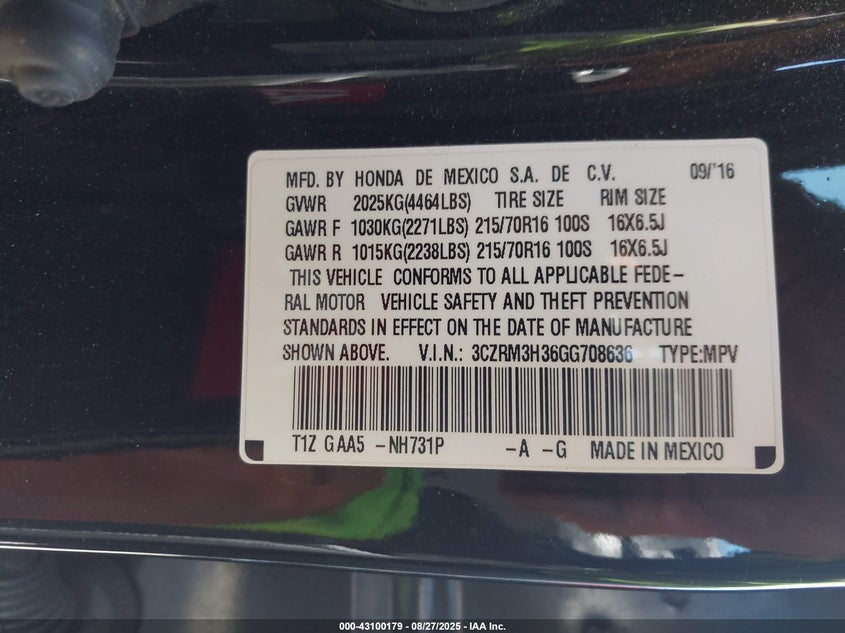 MFD. BY HONDA DE MEXICO S.A. DE C.V. 09/'16
GVWR 2025KG(4464LBS) TIRE SIZE RIM SIZE
GAWR F 1030KG(2271LBS) 215/70R16 100S 16X6.5J
GAWR R 1015KG(2238LBS) 215/70R16 100S 16X6.5J
THIS VEHICLE CONFORMS TO ALL APPLICABLE FEDE-
RAL MOTOR VEHICLE SAFETY AND THEFT PREVENTION
STANDARDS IN EFFECT ON THE DATE OF MANUFACTURE
SHOWN ABOVE. V.I.N.: 3CZRM3H36GG708636 TYPE:MPV
T1Z GAA5 -NH731P -A -G MADE IN MEXICO
000-43100179 - 08/27/2025 - IAA Inc.